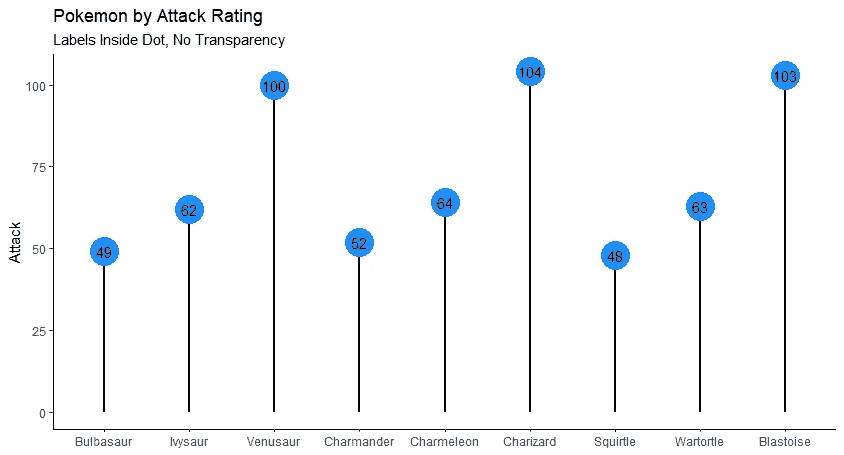 Pokemon by Attack Rating
Labels Inside Dot, No Transparency
Attack
100
75
50
25
0
49
62
100
52
64
104
48
63
103
Bulbasaur
Ivysaur
Venusaur
Charmander
Charmeleon
Charizard
Squirtle
Wartortle
Blastoise